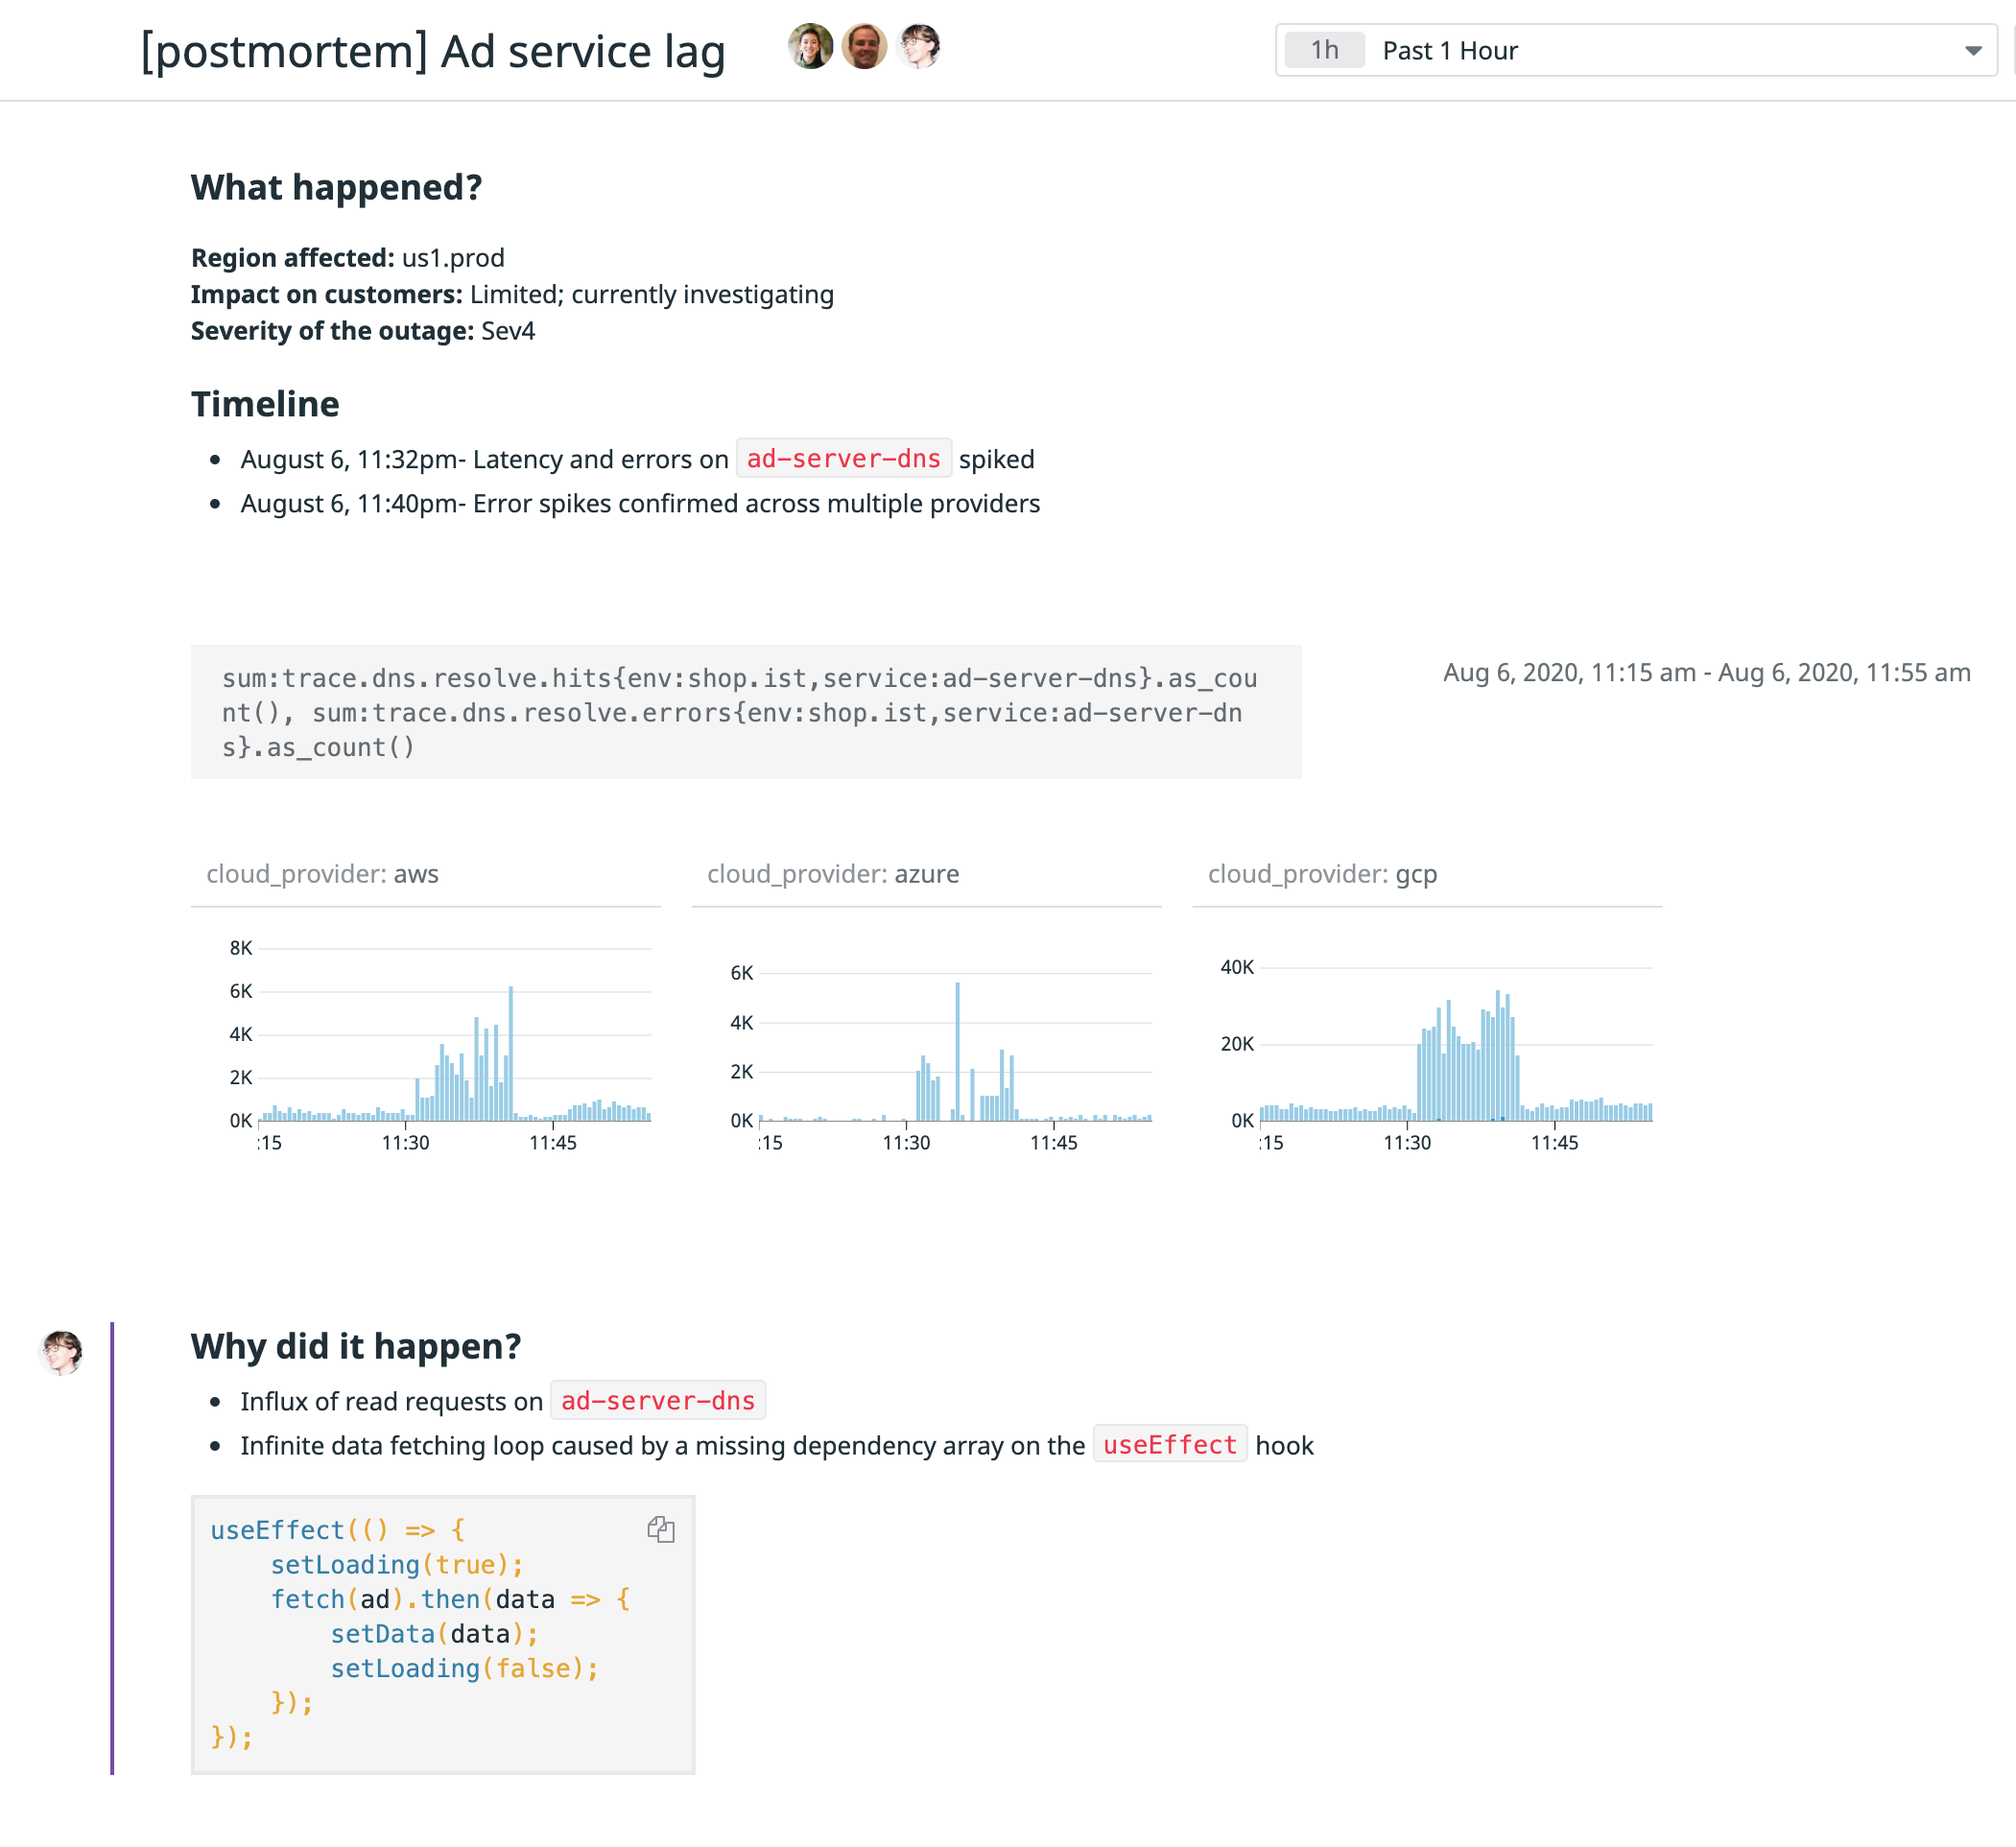 [postmortem] Ad service lag
1h Past 1 Hour
What happened?
Region affected: us1.prod
Impact on customers: Limited; currently investigating
Severity of the outage: Sev4
Timeline
August 6, 11:32pm- Latency and errors on ad-server-dns spiked
August 6, 11:40pm- Error spikes confirmed across multiple providers
sum:trace.dns.resolve.hits{env:shop.ist,service:ad-server-dns}.as_cou
nt(), sum:trace.dns.resolve.errors{env:shop.ist,service:ad-server-dn
s}.as_count()
Aug 6, 2020, 11:15 am - Aug 6, 2020, 11:55 am
cloud_provider: aws
8K
6K
4K
2K
0K
:15 11:30 11:45
cloud_provider: azure
6K
4K
2K
0K
:15 11:30 11:45
cloud_provider: gcp
40K
20K
0K
:15 11:30 11:45
Why did it happen?
Influx of read requests on ad-server-dns
Infinite data fetching loop caused by a missing dependency array on the useEffect hook
useEffect(() => {
    setLoading(true);
    fetch(ad).then(data => {
        setData(data);
        setLoading(false);
    });
});